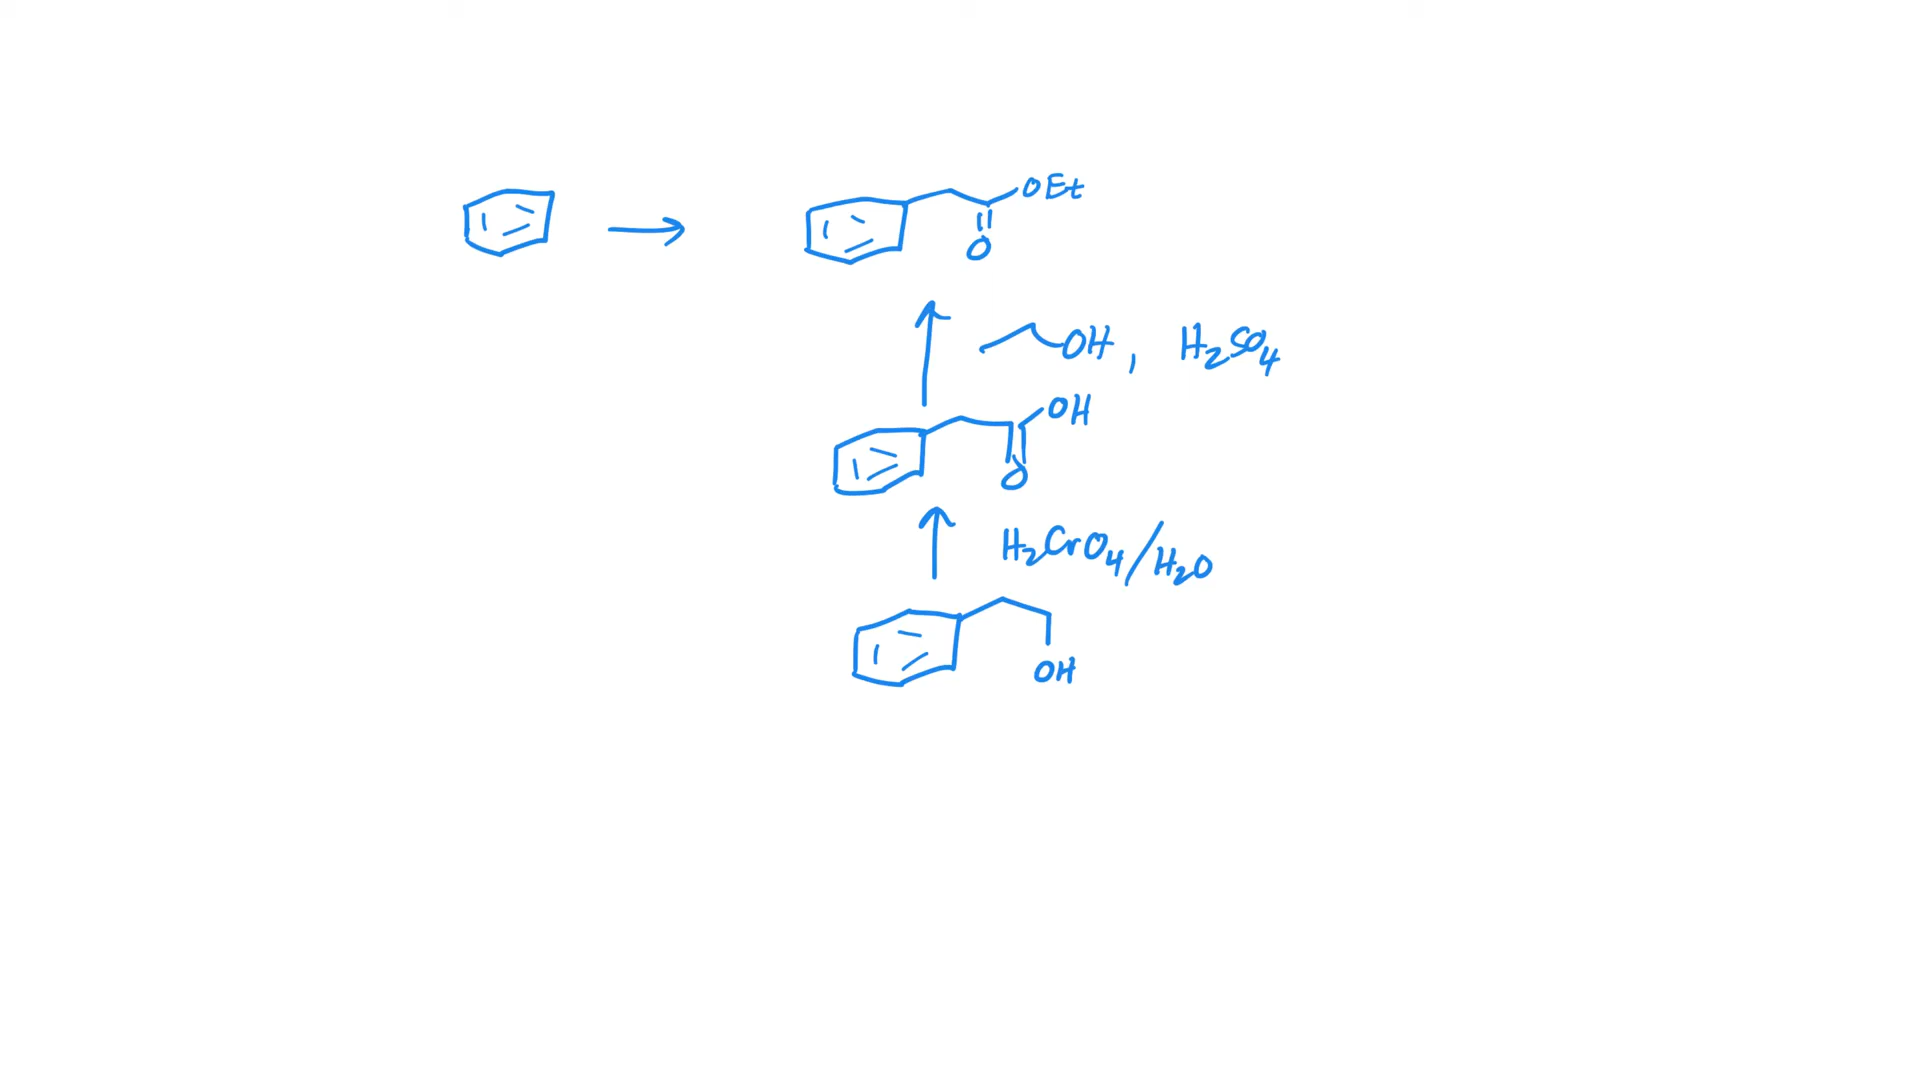 OEt
O
OH, H₂SO₄
OH
O
H₂CrO₄/H₂O
OH